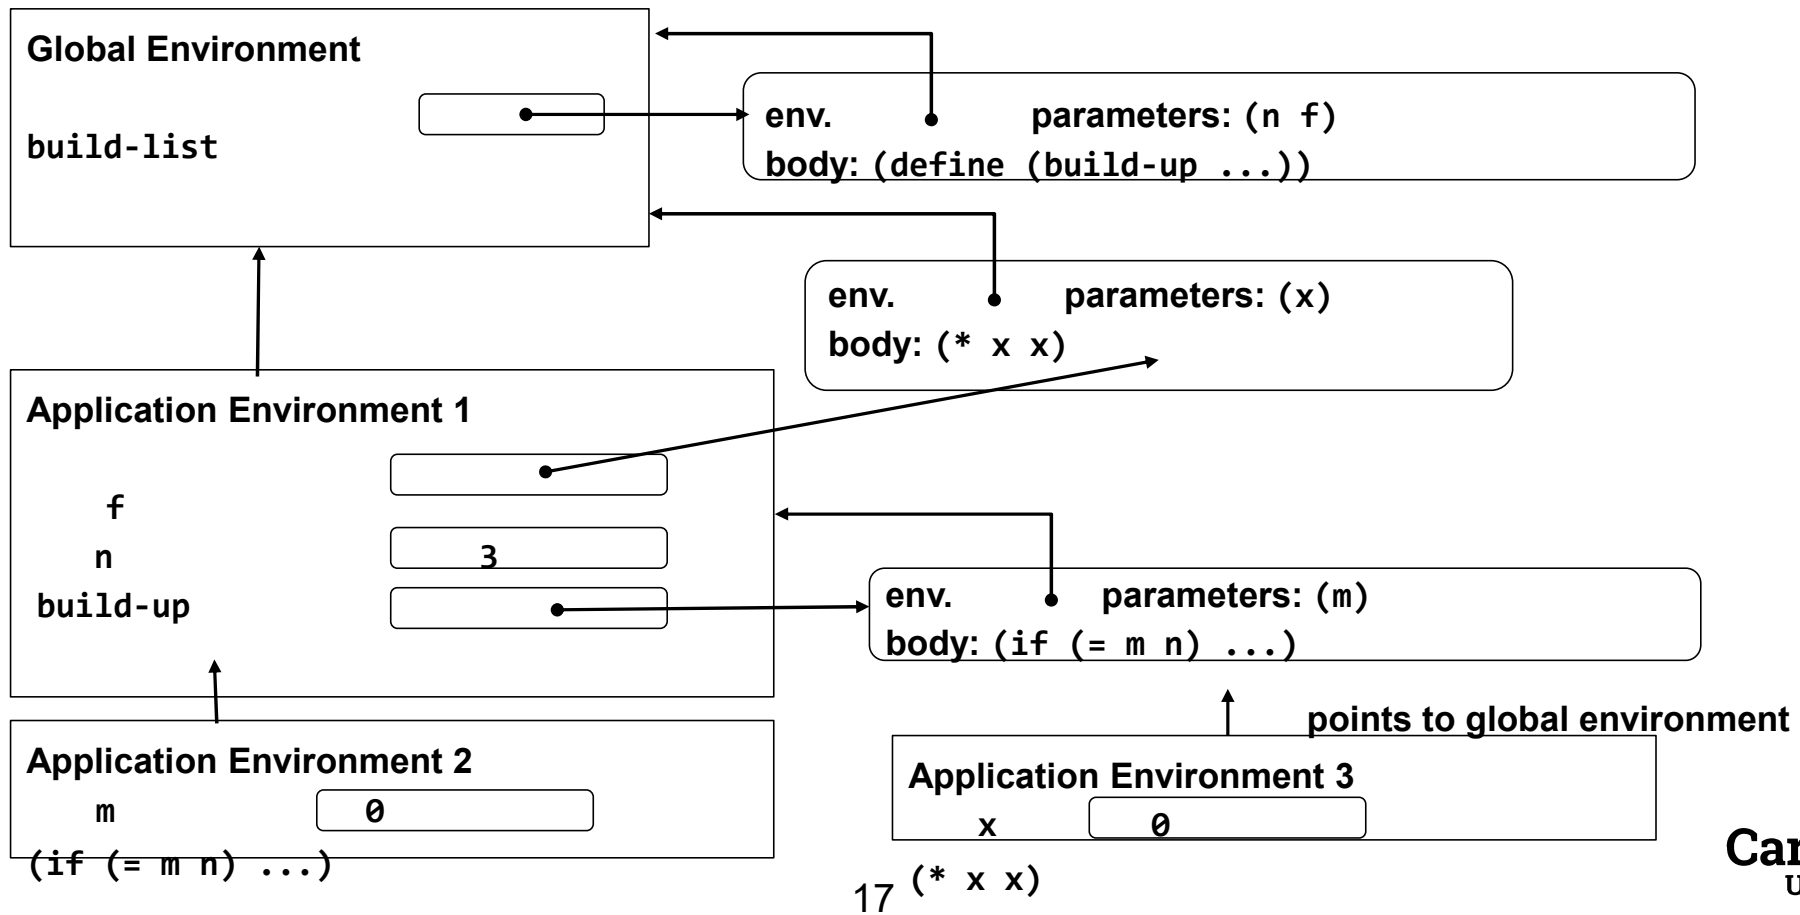 Global Environment
build-list
env. parameters: (n f)
body: (define (build-up ...))
env. parameters: (x)
body: (* x x)
Application Environment 1
f
n 3
build-up
env. parameters: (m)
body: (if (= m n) ...)
points to global environment
Application Environment 2
m 0
(if (= m n) ...)
Application Environment 3
x 0
(* x x)
17